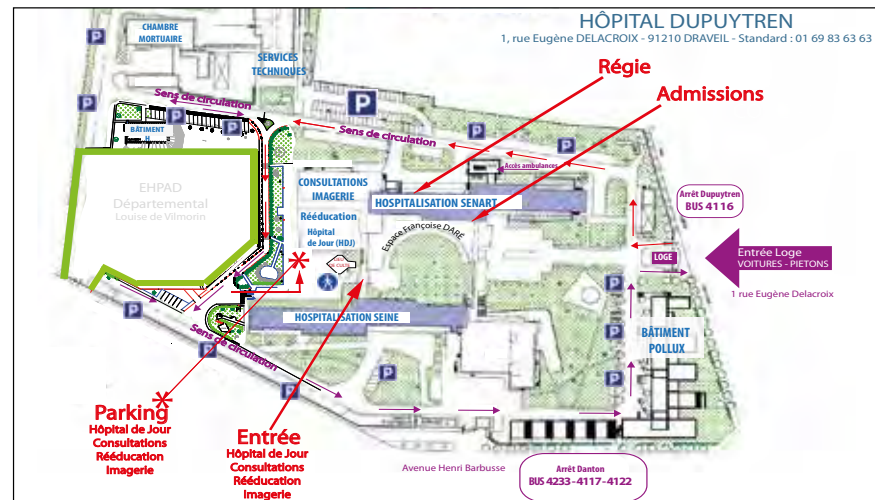 HÔPITAL DUPUYTREN
1, rue Eugène DELACROIX - 91210 DRAVEIL - Standard : 01 69 83 63 63
CHAMBRE
MORTUAIRE
P
SERVICES
TECHNIQUES
Régie
Admissions
P
P
Sens de circulation
P
P
P
BÂTIMENT
H
Sens de circulation
P
Accès ambulances
EHPAD
Départemental
Louise de Vilmorin
CONSULTATIONS
IMAGERIE
Rééducation
Hôpital
de Jour (HDJ)
HOSPITALISATION SENART
Espace Françoise DARÉ
Arrêt Dupuytren
BUS 4116
LOGE
Entrée Loge
VOITURES - PIETONS
1 rue Eugène Delacroix
DE CULTE
P
P
HOSPITALISATION SEINE
P
BÂTIMENT
POLLUX
P
P
Sens de circulation
P
P
P
Parking
Hôpital de Jour
Consultations
Rééducation
Imagerie
Entrée
Hôpital de Jour
Consultations
Rééducation
Imagerie
Avenue Henri Barbusse
Arrêt Danton
BUS 4233-4117-4122